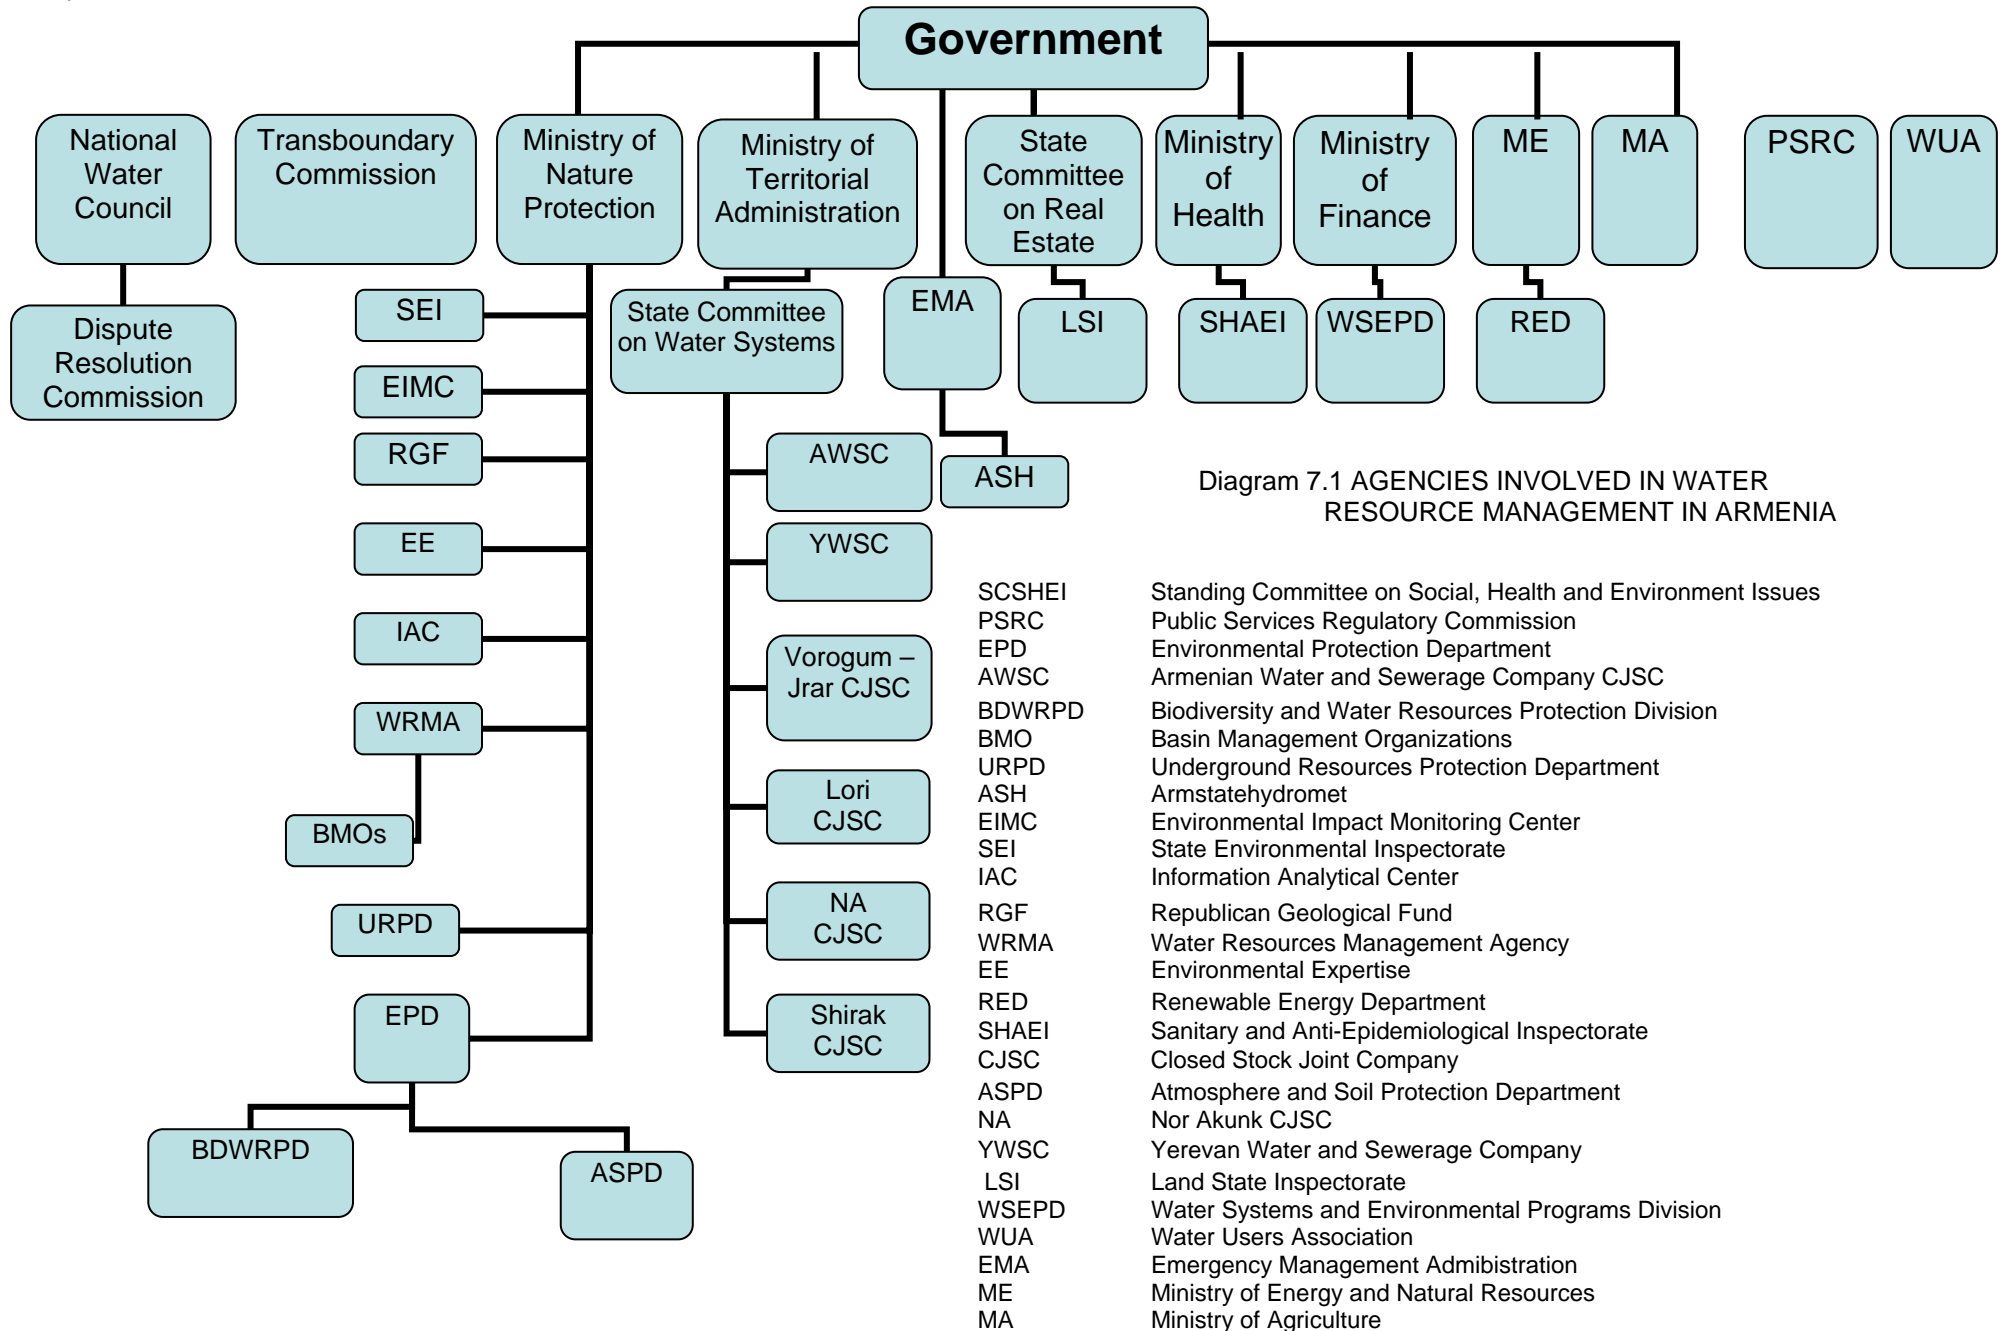 Government
National
Water
Council
Transboundary
Commission
Ministry of
Nature
Protection
Ministry of
Territorial
Administration
State
Committee
on Real
Estate
Ministry
of
Health
Ministry
of
Finance
ME
MA
PSRC
WUA
Dispute
Resolution
Commission
SEI
State Committee
on Water Systems
EMA
LSI
SHAEI
WSEPD
RED
EIMC
RGF
EE
IAC
WRMA
BMOs
URPD
EPD
BDWRPD
ASPD
AWSC
YWSC
Vorogum –
Jrar CJSC
Lori
CJSC
NA
CJSC
Shirak
CJSC
ASH
Diagram 7.1 AGENCIES INVOLVED IN WATER
RESOURCE MANAGEMENT IN ARMENIA
SCSHEI Standing Committee on Social, Health and Environment Issues
PSRC Public Services Regulatory Commission
EPD Environmental Protection Department
AWSC Armenian Water and Sewerage Company CJSC
BDWRPD Biodiversity and Water Resources Protection Division
BMO Basin Management Organizations
URPD Underground Resources Protection Department
ASH Armstatehydromet
EIMC Environmental Impact Monitoring Center
SEI State Environmental Inspectorate
IAC Information Analytical Center
RGF Republican Geological Fund
WRMA Water Resources Management Agency
EE Environmental Expertise
RED Renewable Energy Department
SHAEI Sanitary and Anti-Epidemiological Inspectorate
CJSC Closed Stock Joint Company
ASPD Atmosphere and Soil Protection Department
NA Nor Akunk CJSC
YWSC Yerevan Water and Sewerage Company
LSI Land State Inspectorate
WSEPD Water Systems and Environmental Programs Division
WUA Water Users Association
EMA Emergency Management Admibistration
ME Ministry of Energy and Natural Resources
MA Ministry of Agriculture